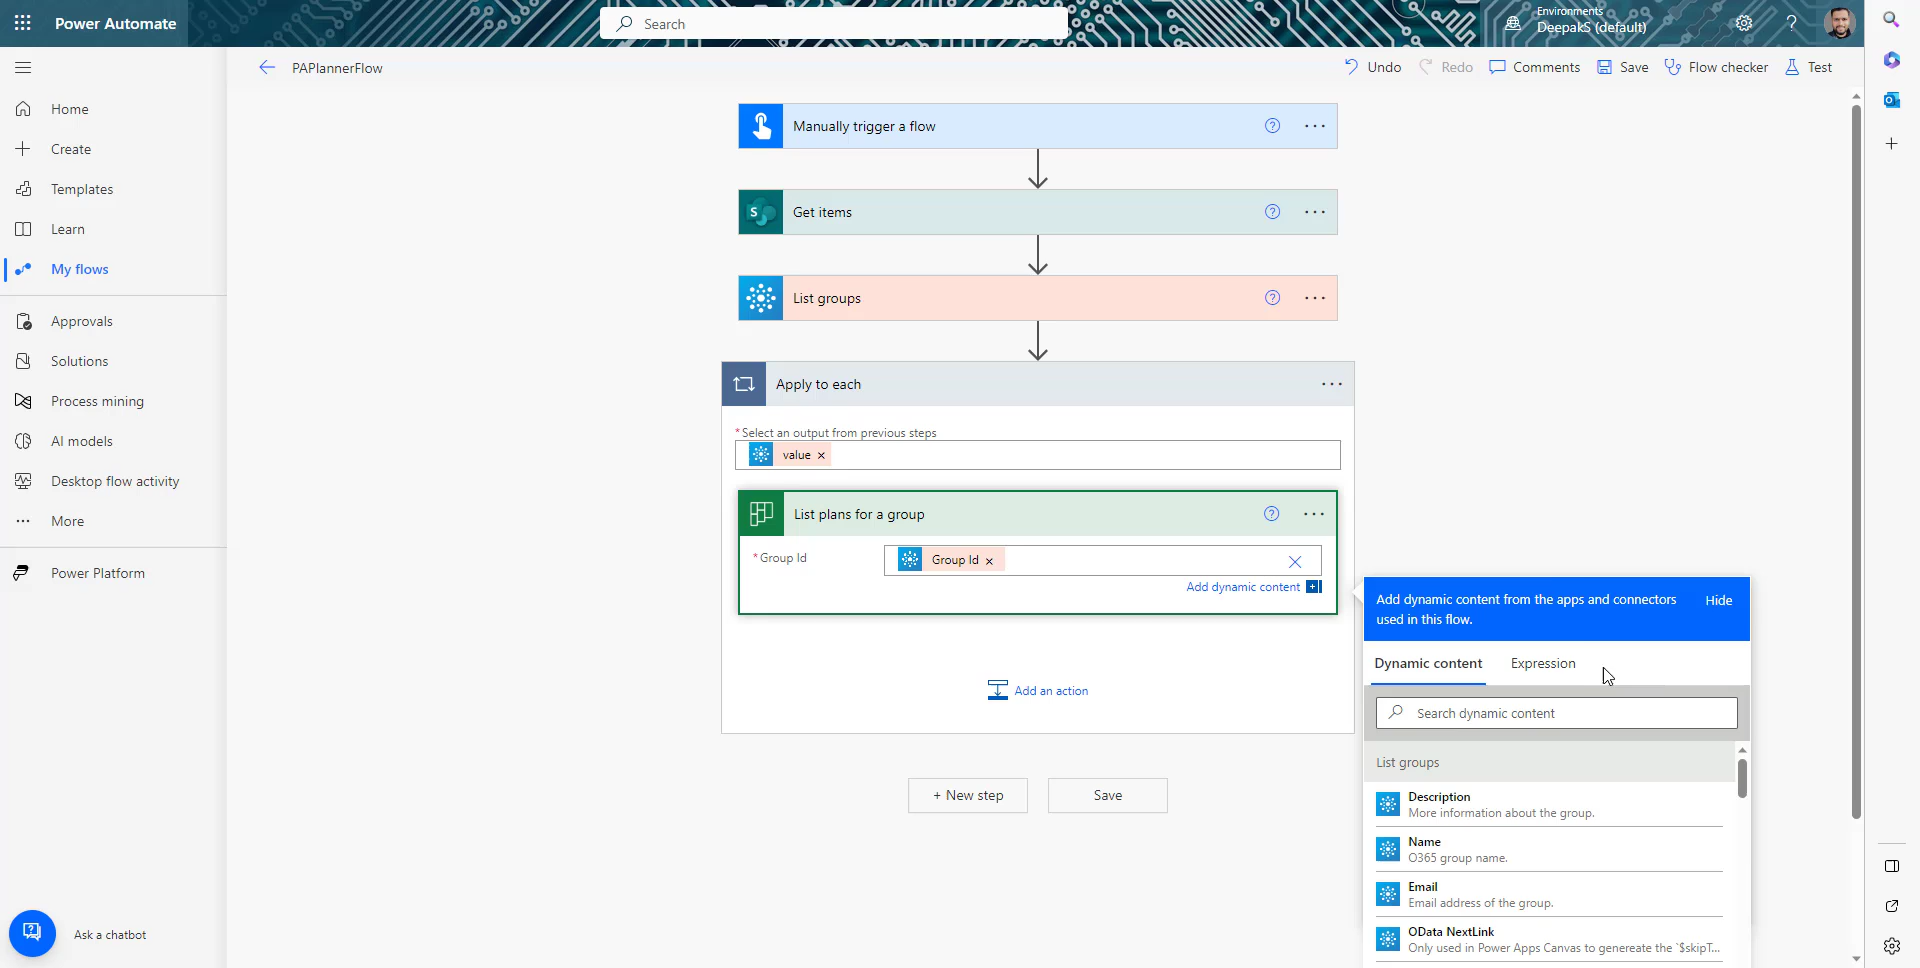 Power Automate
Search
Environments
DeepakS (default)
PAPlannerFlow
Undo
Redo
Comments
Save
Flow checker
Test
Home
Create
Templates
Learn
My flows
Approvals
Solutions
Process mining
AI models
Desktop flow activity
More
Power Platform
Ask a chatbot
Manually trigger a flow
S
Get items
List groups
Apply to each
*Select an output from previous steps
value ×
List plans for a group
*Group Id
Group Id ×
Add dynamic content
Add an action
+ New step
Save
Add dynamic content from the apps and connectors
used in this flow.
Hide
Dynamic content
Expression
Search dynamic content
List groups
Description
More information about the group.
Name
O365 group name.
Email
Email address of the group.
OData NextLink
Only used in Power Apps Canvas to genereate the `$skipT...